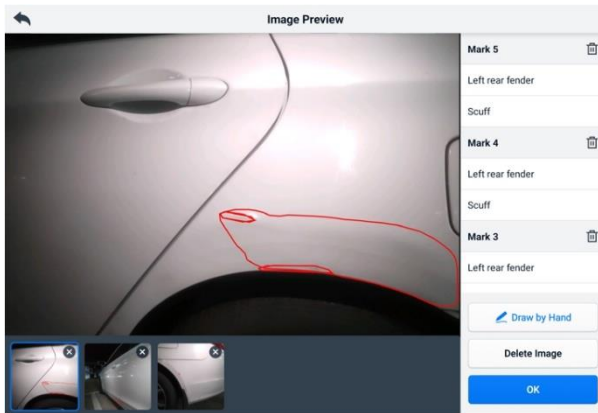 Image Preview
Mark 5
Left rear fender
Scuff
Mark 4
Left rear fender
Scuff
Mark 3
Left rear fender
Draw by Hand
Delete Image
OK